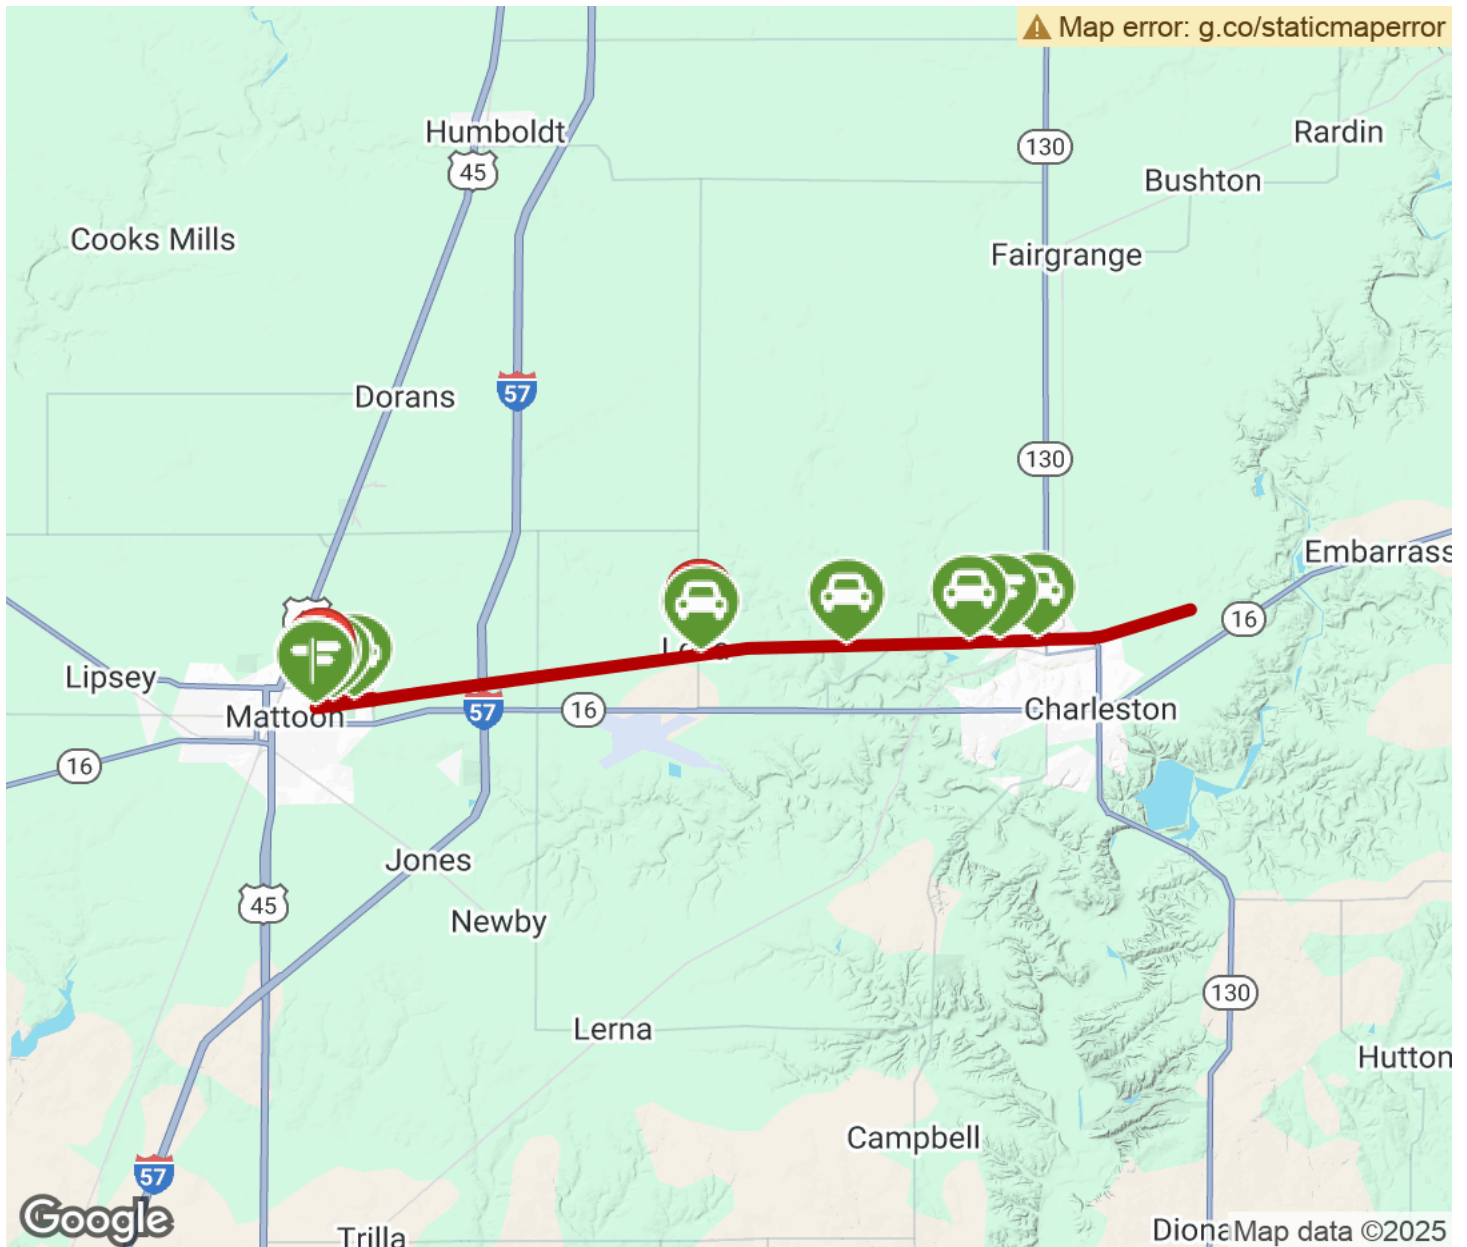 Map error: g.co/staticmaperror
Humboldt
Rardin
130
45
Bushton
Cooks Mills
Fairgrange
57
Dorans
130
Embarrass
16
Lipsey
57
16
Mattoon
Charleston
16
Jones
45
Newby
130
Lerna
Hutton
Campbell
57
Google
Trilla
Diona
Map data ©2025